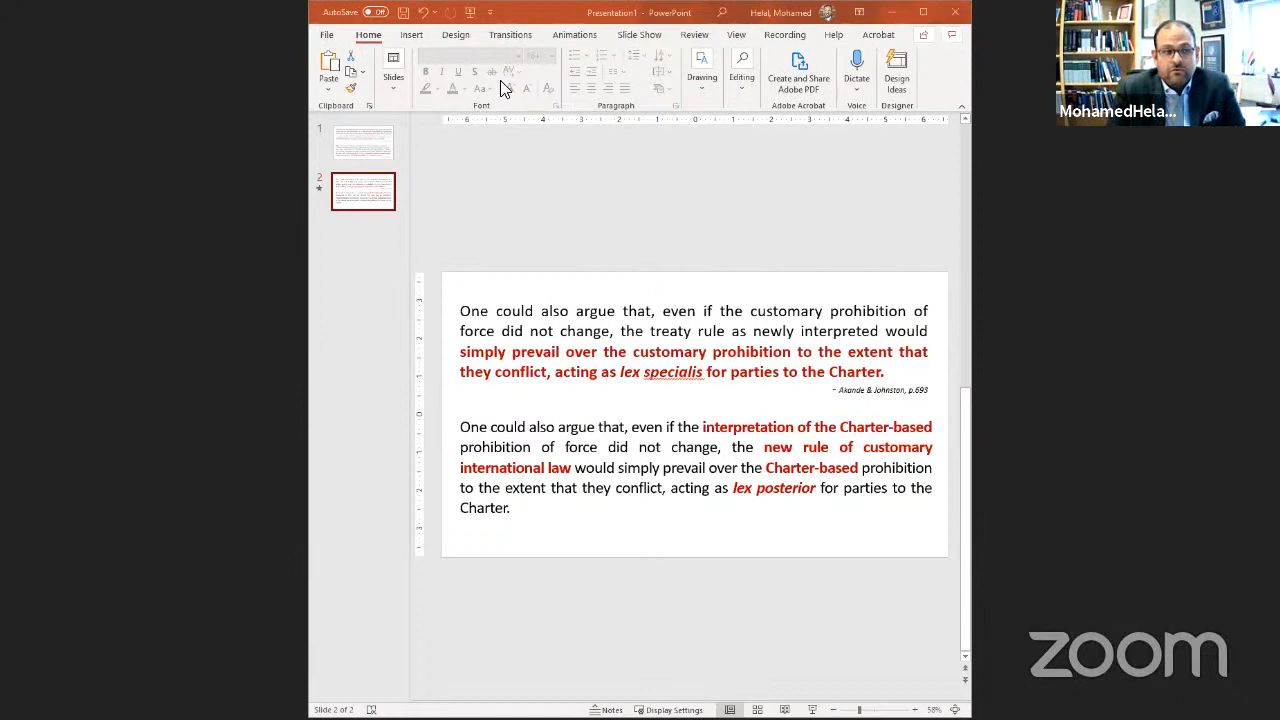 AutoSave Off Presentation1 - PowerPoint Helal, Mohamed
File Home Insert Design Transitions Animations Slide Show Review View Recording Help Acrobat
Paste Slides Drawing Editing Create and Share Adobe PDF Dictate Design Ideas
Clipboard Font Paragraph Adobe Acrobat Voice Designer
MohamedHela...
1
2
One could also argue that, even if the customary prohibition of
force did not change, the treaty rule as newly interpreted would
simply prevail over the customary prohibition to the extent that
they conflict, acting as lex specialis for parties to the Charter.
~ Akande & Johnston, p.693
One could also argue that, even if the interpretation of the Charter-based
prohibition of force did not change, the new rule of customary
international law would simply prevail over the Charter-based prohibition
to the extent that they conflict, acting as lex posterior for parties to the
Charter.
zoom
Slide 2 of 2 Notes Display Settings 58%